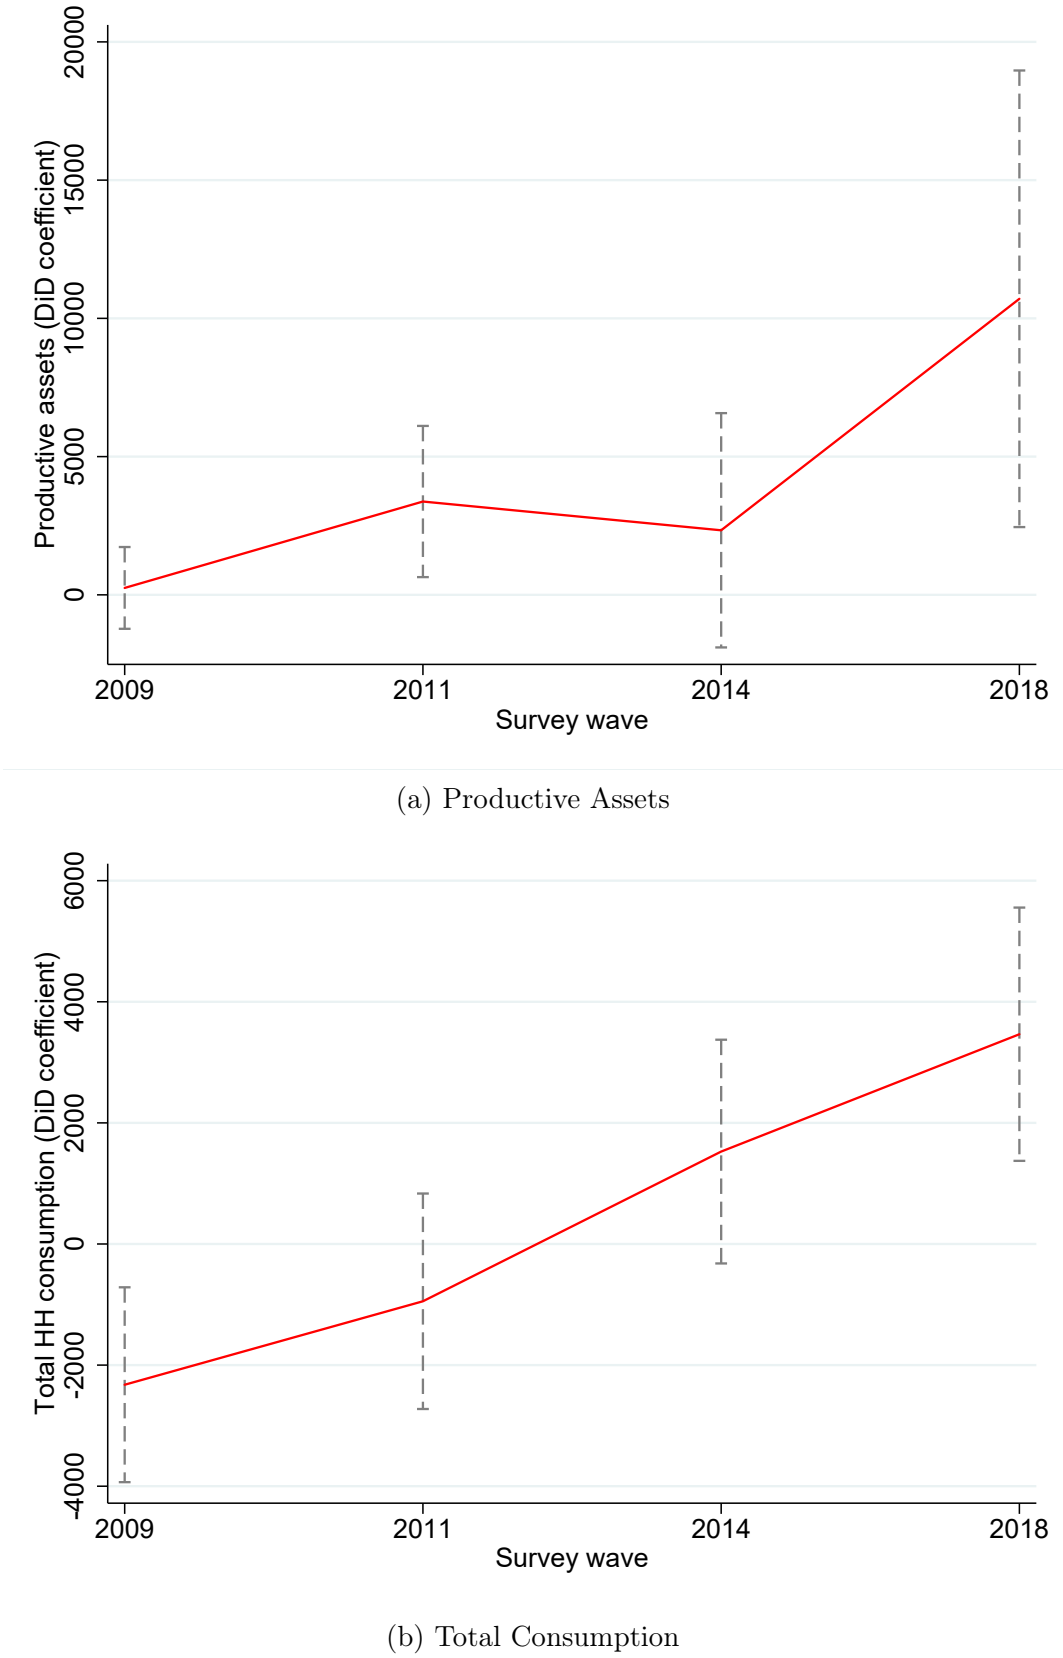 20000
15000
10000
5000
0
Productive assets (DiD coefficient)
2009 2011 2014 2018
Survey wave
(a) Productive Assets
6000
4000
2000
0
-2000
-4000
Total HH consumption (DiD coefficient)
2009 2011 2014 2018
Survey wave
(b) Total Consumption